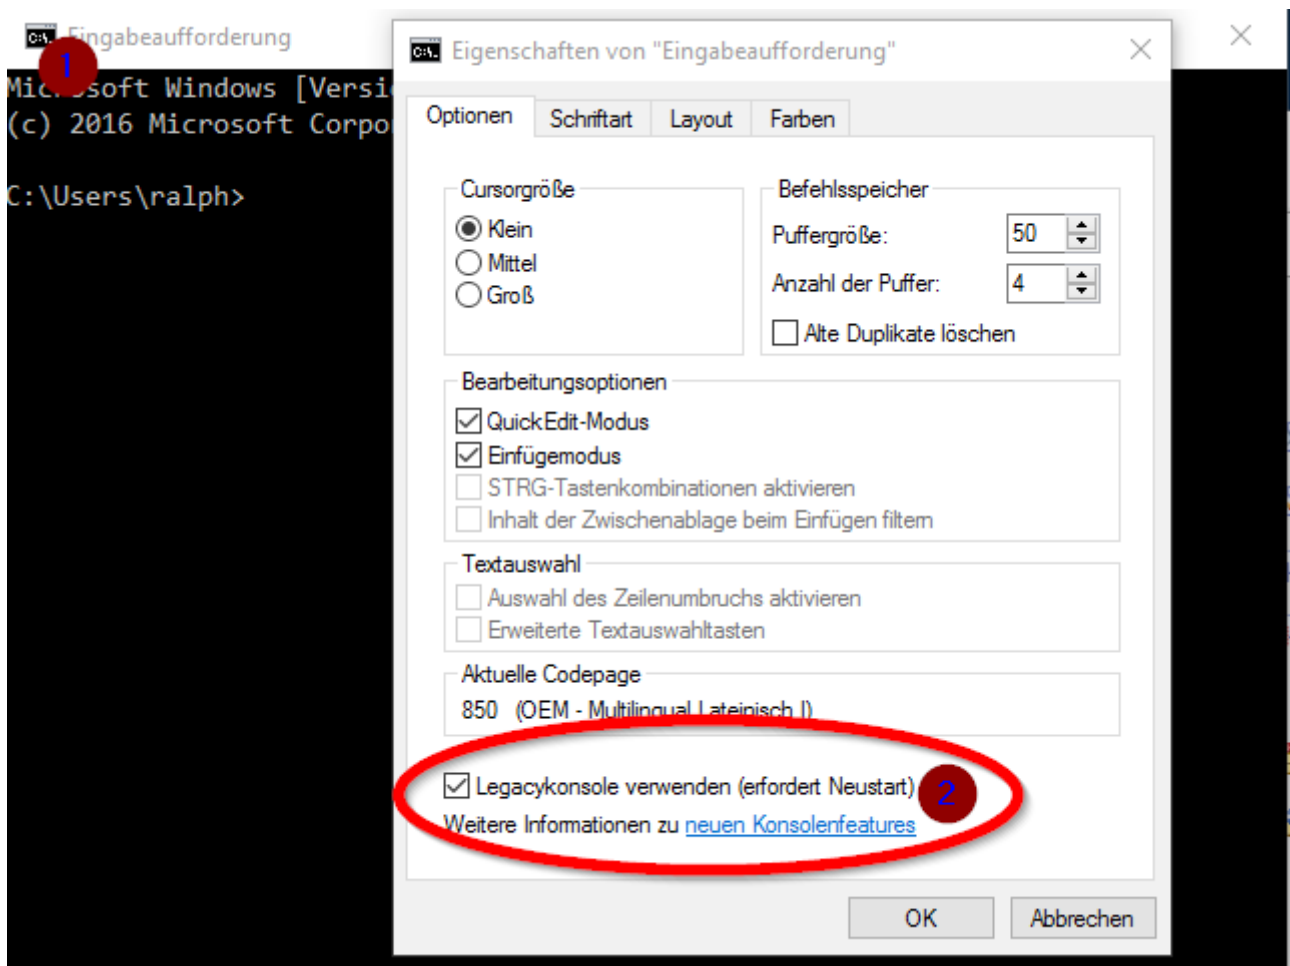 Eingabeaufforderung
1
Microsoft Windows [Versi
(c) 2016 Microsoft Corpo
C:\Users\ralph>
Eigenschaften von "Eingabeaufforderung"
Optionen Schriftart Layout Farben
Cursorgröße
Klein
Mittel
Groß
Befehlsspeicher
Puffergröße: 50
Anzahl der Puffer: 4
Alte Duplikate löschen
Bearbeitungsoptionen
QuickEdit-Modus
Einfügemodus
STRG-Tastenkombinationen aktivieren
Inhalt der Zwischenablage beim Einfügen filtern
Textauswahl
Auswahl des Zeilenumbruchs aktivieren
Erweiterte Textauswahltasten
Aktuelle Codepage
850 (OEM - Multilingual Lateinisch I)
Legacykonsole verwenden (erfordert Neustart) 2
Weitere Informationen zu neuen Konsolenfeatures
OK Abbrechen